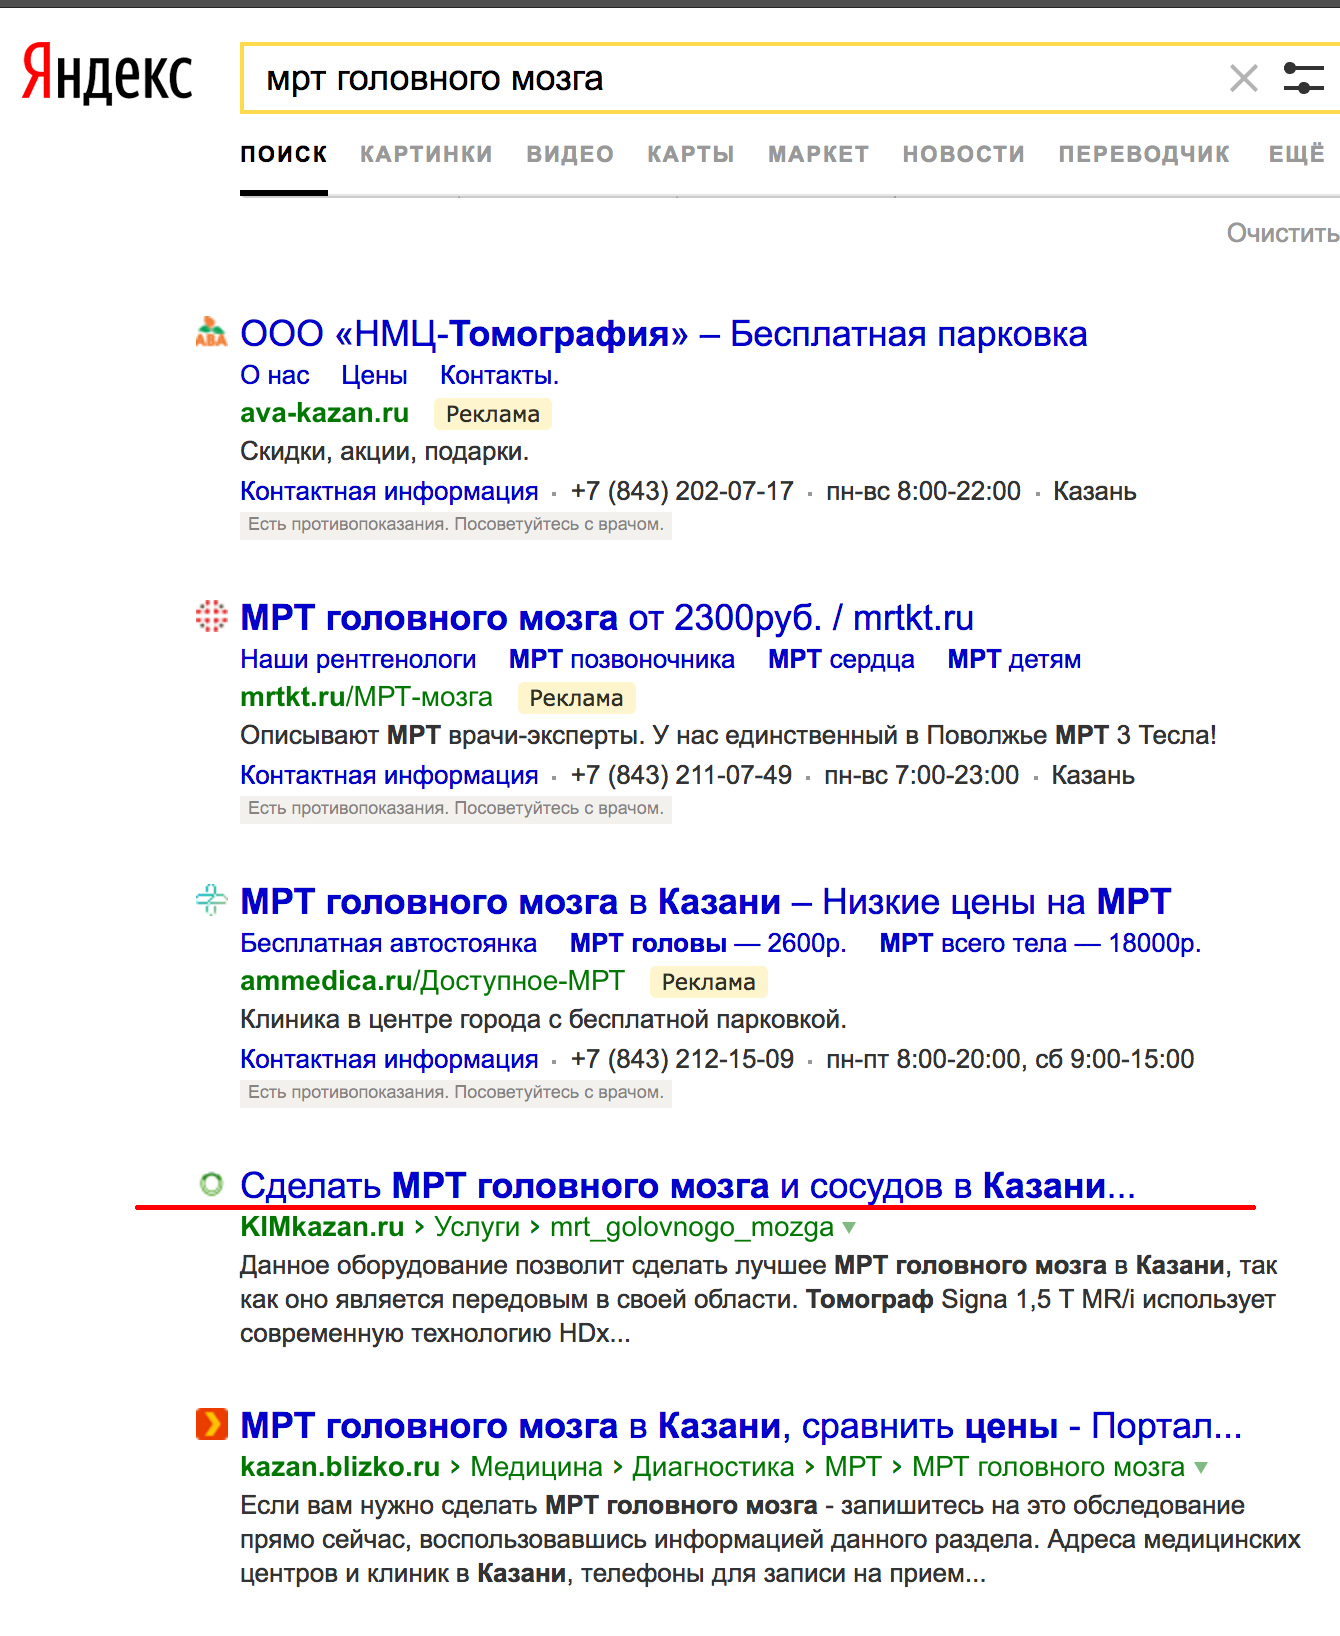 Яндекс
мрт головного мозга
ПОИСК КАРТИНКИ ВИДЕО КАРТЫ МАРКЕТ НОВОСТИ ПЕРЕВОДЧИК ЕЩЁ
Очистить
АВА ООО «НМЦ-Томография» – Бесплатная парковка
О нас Цены Контакты.
ava-kazan.ru Реклама
Скидки, акции, подарки.
Контактная информация · +7 (843) 202-07-17 · пн-вс 8:00-22:00 · Казань
Есть противопоказания. Посоветуйтесь с врачом.
МРТ головного мозга от 2300руб. / mrtkt.ru
Наши рентгенологи МРТ позвоночника МРТ сердца МРТ детям
mrtkt.ru/МРТ-мозга Реклама
Описывают МРТ врачи-эксперты. У нас единственный в Поволжье МРТ 3 Тесла!
Контактная информация · +7 (843) 211-07-49 · пн-вс 7:00-23:00 · Казань
Есть противопоказания. Посоветуйтесь с врачом.
МРТ головного мозга в Казани – Низкие цены на МРТ
Бесплатная автостоянка МРТ головы — 2600р. МРТ всего тела — 18000р.
ammedica.ru/Доступное-МРТ Реклама
Клиника в центре города с бесплатной парковкой.
Контактная информация · +7 (843) 212-15-09 · пн-пт 8:00-20:00, сб 9:00-15:00
Есть противопоказания. Посоветуйтесь с врачом.
Сделать МРТ головного мозга и сосудов в Казани...
KIMkazan.ru › Услуги › mrt_golovnogo_mozga
Данное оборудование позволит сделать лучшее МРТ головного мозга в Казани, так
как оно является передовым в своей области. Томограф Signa 1,5 T MR/i использует
современную технологию HDx...
МРТ головного мозга в Казани, сравнить цены - Портал...
kazan.blizko.ru › Медицина › Диагностика › МРТ › МРТ головного мозга
Если вам нужно сделать МРТ головного мозга - запишитесь на это обследование
прямо сейчас, воспользовавшись информацией данного раздела. Адреса медицинских
центров и клиник в Казани, телефоны для записи на прием...